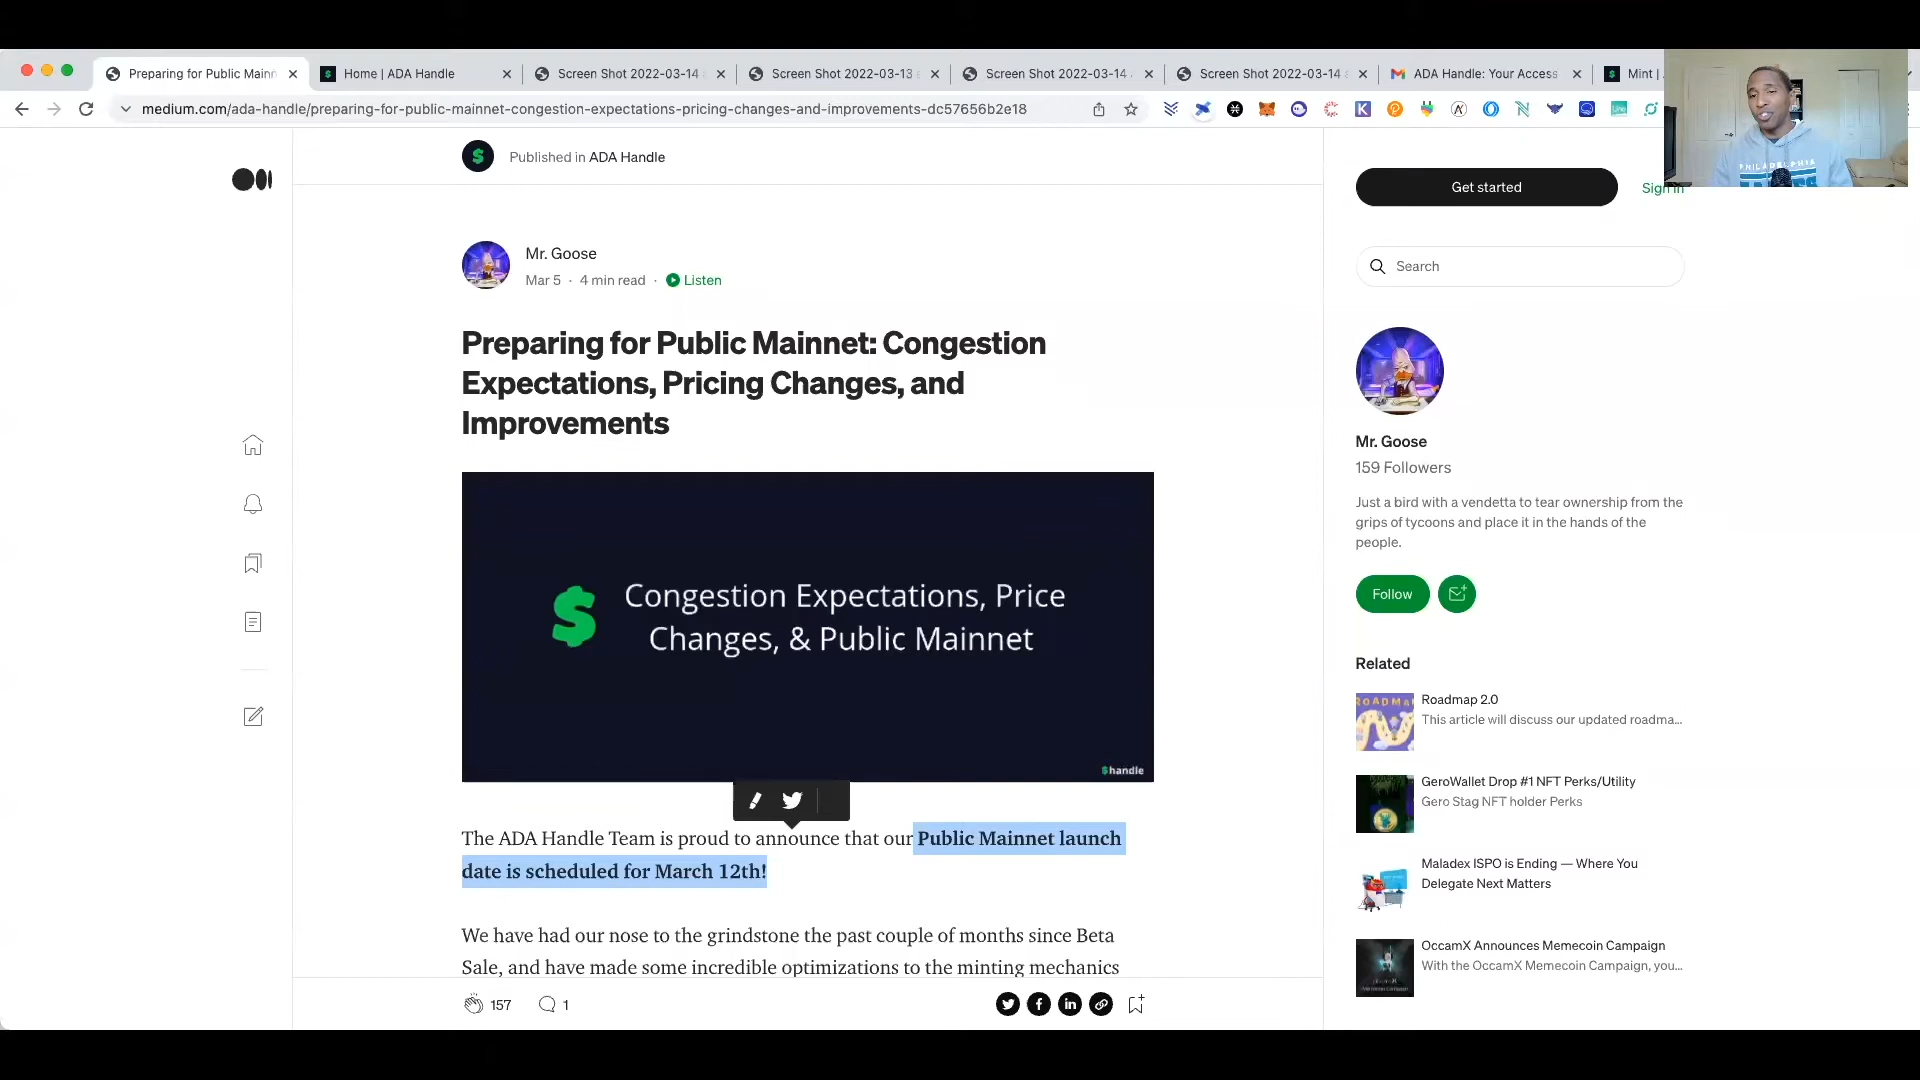 Preparing for Public Mainn
Home | ADA Handle
Screen Shot 2022-03-14
Screen Shot 2022-03-13
Screen Shot 2022-03-14
Screen Shot 2022-03-14
ADA Handle: Your Access
Mint |
medium.com/ada-handle/preparing-for-public-mainnet-congestion-expectations-pricing-changes-and-improvements-dc57656b2e18
PHILADELPHIA
Published in ADA Handle
Get started
Sign In
Mr. Goose
Mar 5 · 4 min read · Listen
Search
Preparing for Public Mainnet: Congestion
Expectations, Pricing Changes, and
Improvements
Congestion Expectations, Price
Changes, & Public Mainnet
$handle
The ADA Handle Team is proud to announce that our Public Mainnet launch
date is scheduled for March 12th!
We have had our nose to the grindstone the past couple of months since Beta
Sale, and have made some incredible optimizations to the minting mechanics
157
1
Mr. Goose
159 Followers
Just a bird with a vendetta to tear ownership from the
grips of tycoons and place it in the hands of the
people.
Follow
Related
ROADMA
Roadmap 2.0
This article will discuss our updated roadma...
GeroWallet Drop #1 NFT Perks/Utility
Gero Stag NFT holder Perks
Maladex ISPO is Ending — Where You
Delegate Next Matters
OccamX Announces Memecoin Campaign
With the OccamX Memecoin Campaign, you...